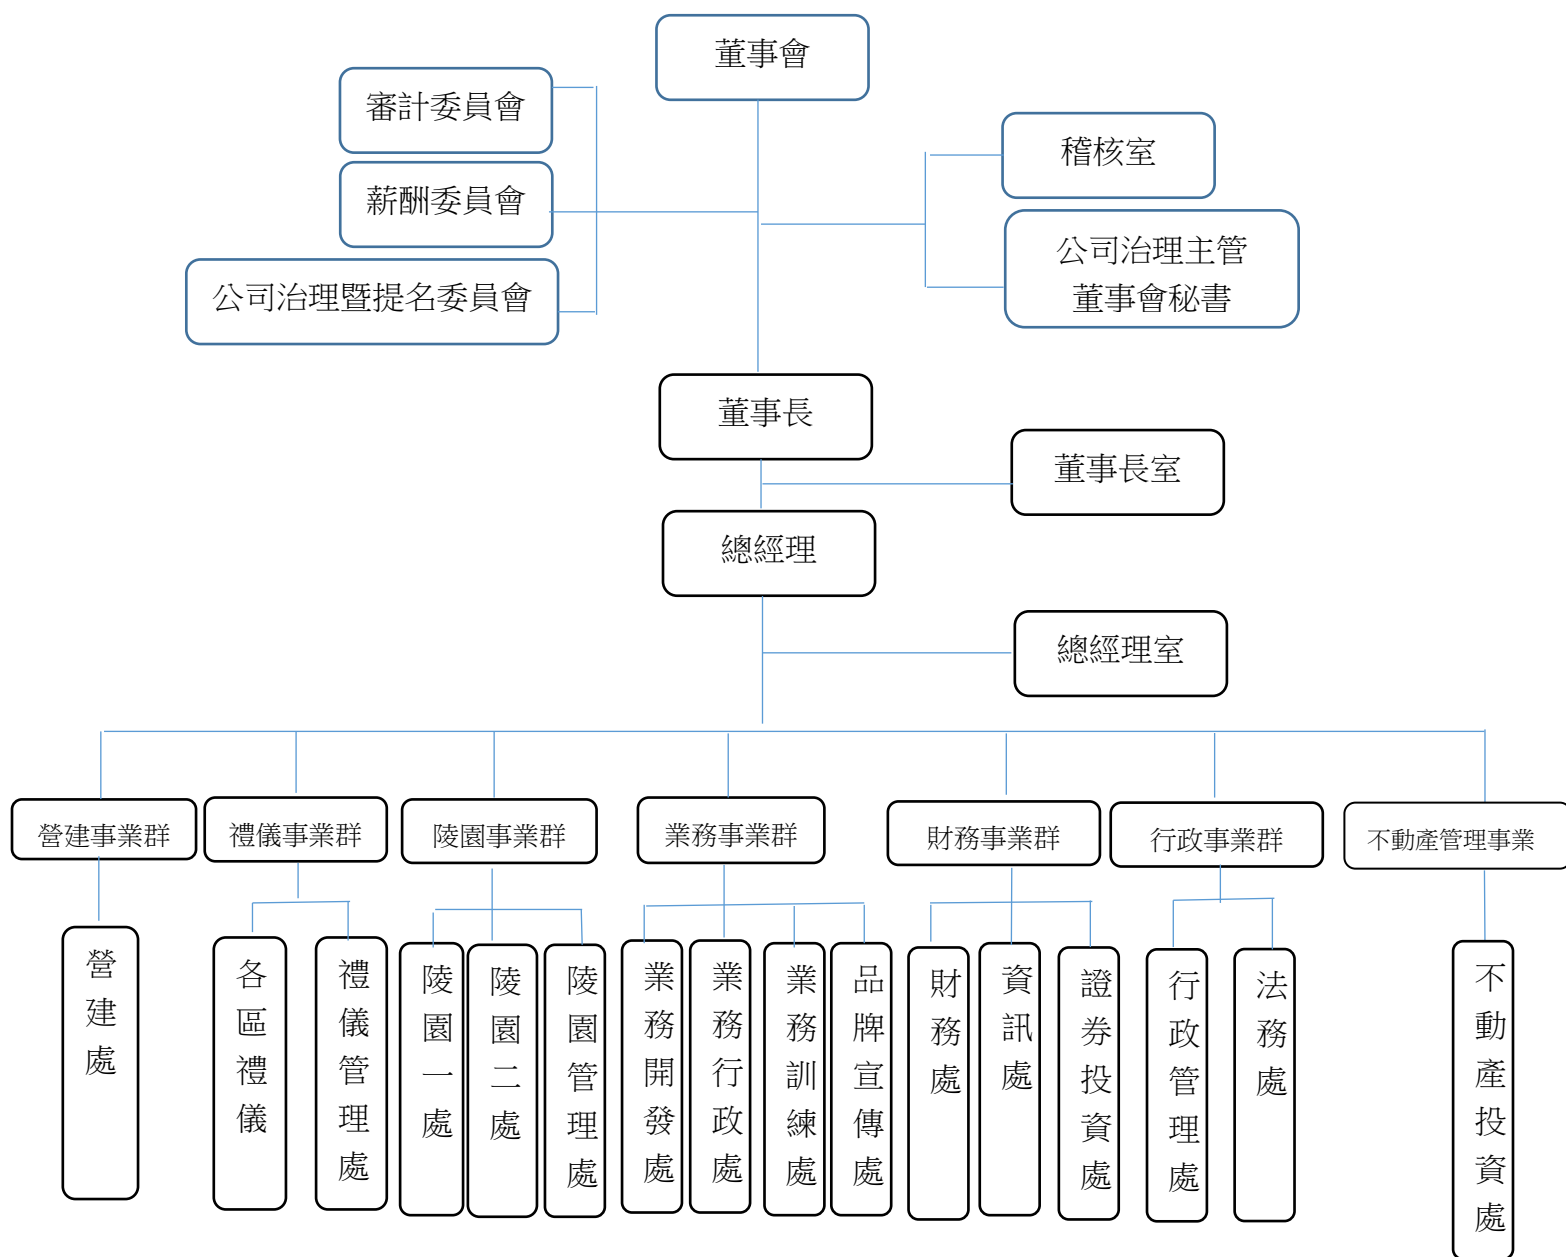 董事會
審計委員會
薪酬委員會
公司治理暨提名委員會
稽核室
公司治理主管
董事會秘書
董事長
董事長室
總經理
總經理室
營建事業群
禮儀事業群
陵園事業群
業務事業群
財務事業群
行政事業群
不動產管理事業
營建處
各區禮儀
禮儀管理處
陵園一處
陵園二處
陵園管理處
業務開發處
業務行政處
業務訓練處
品牌宣傳處
財務處
資訊處
證券投資處
行政管理處
法務處
不動產投資處